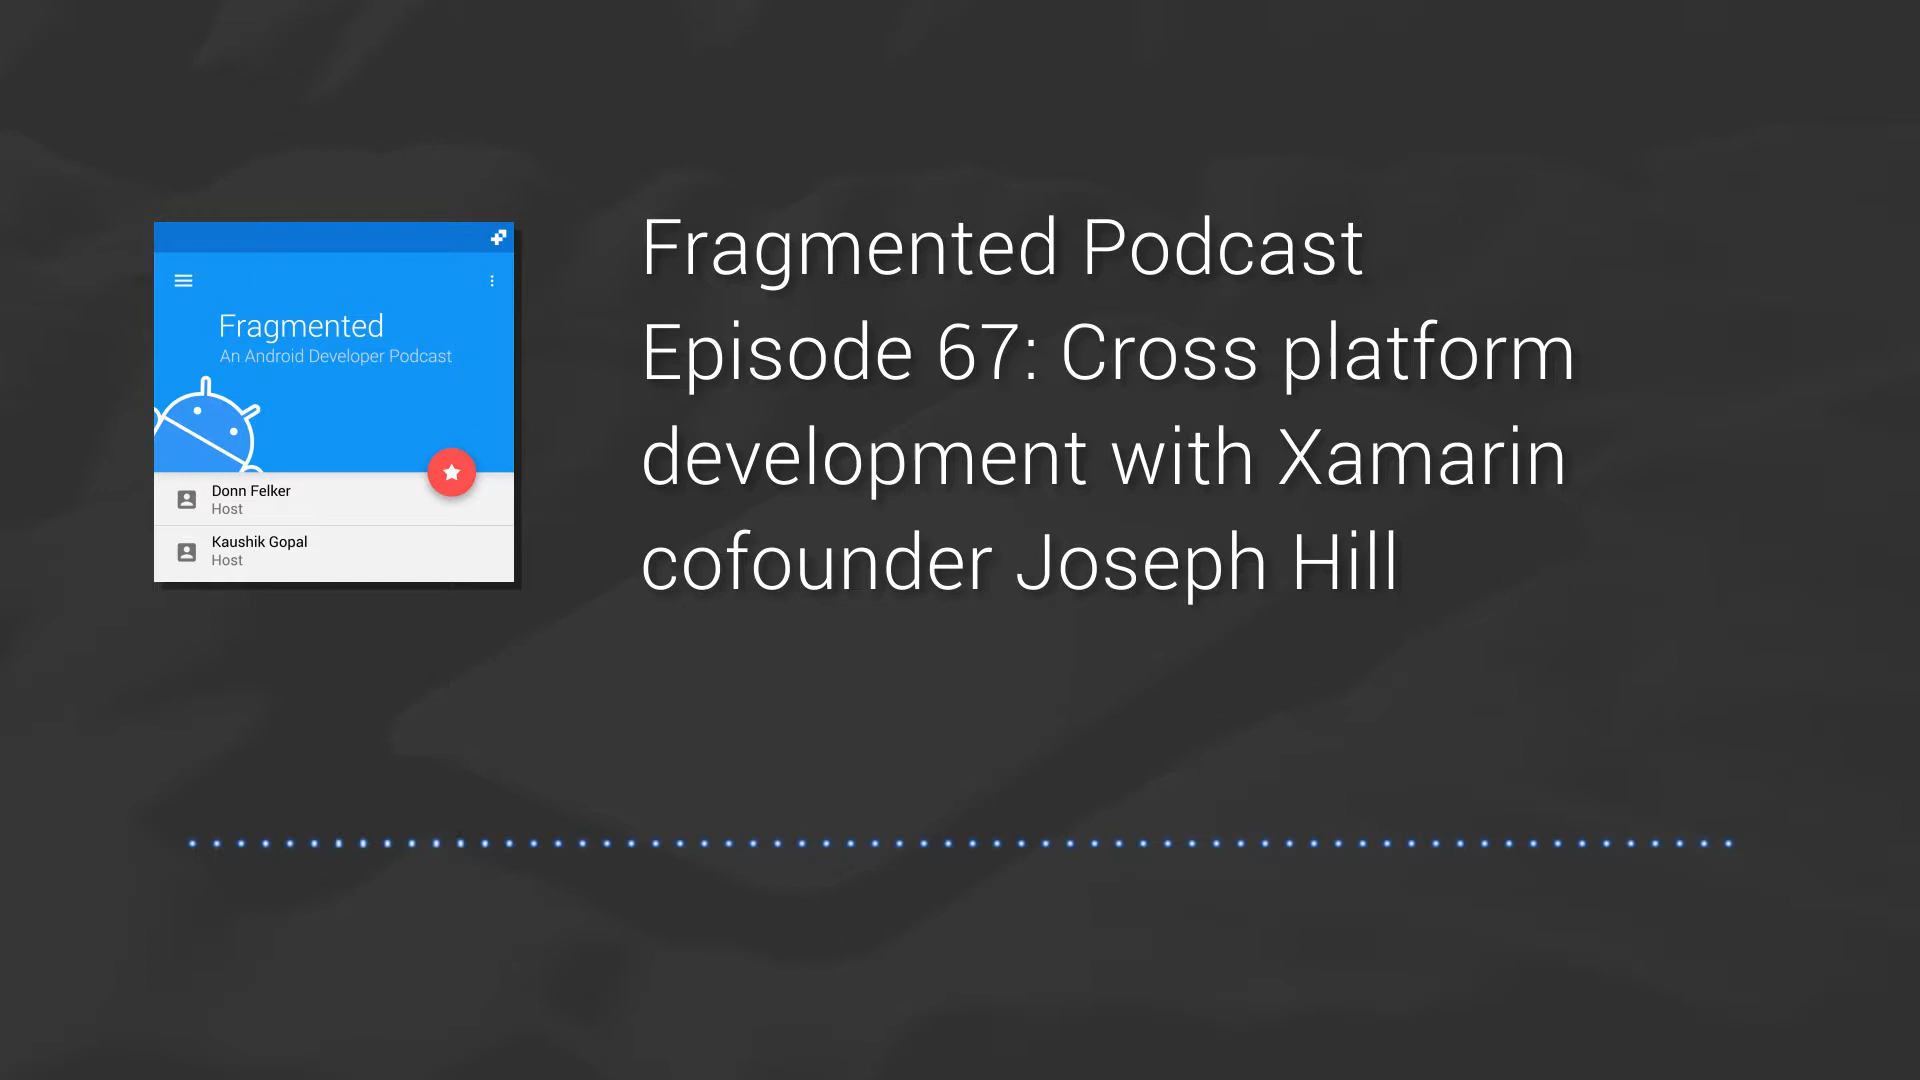 Fragmented
An Android Developer Podcast
Donn Felker
Host
Kaushik Gopal
Host
Fragmented Podcast
Episode 67: Cross platform
development with Xamarin
cofounder Joseph Hill